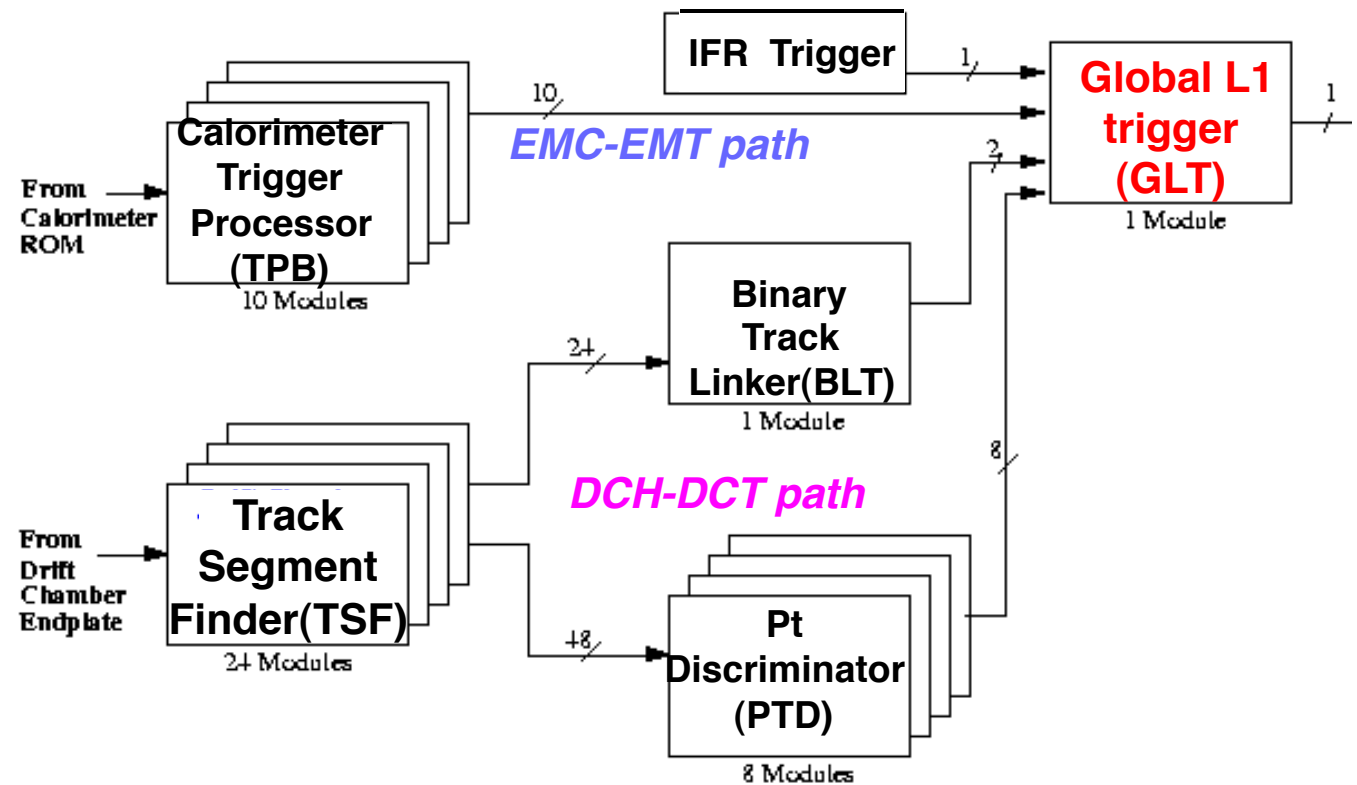 IFR Trigger
1
Global L1
trigger
(GLT)
1 Module
1
10
EMC-EMT path
2
Calorimeter
Trigger
Processor
(TPB)
10 Modules
From
Calorimeter
ROM
Binary
Track
Linker(BLT)
1 Module
24
8
DCH-DCT path
Track
Segment
Finder(TSF)
24 Modules
From
Drift
Chamber
Endplate
48
Pt
Discriminator
(PTD)
8 Modules